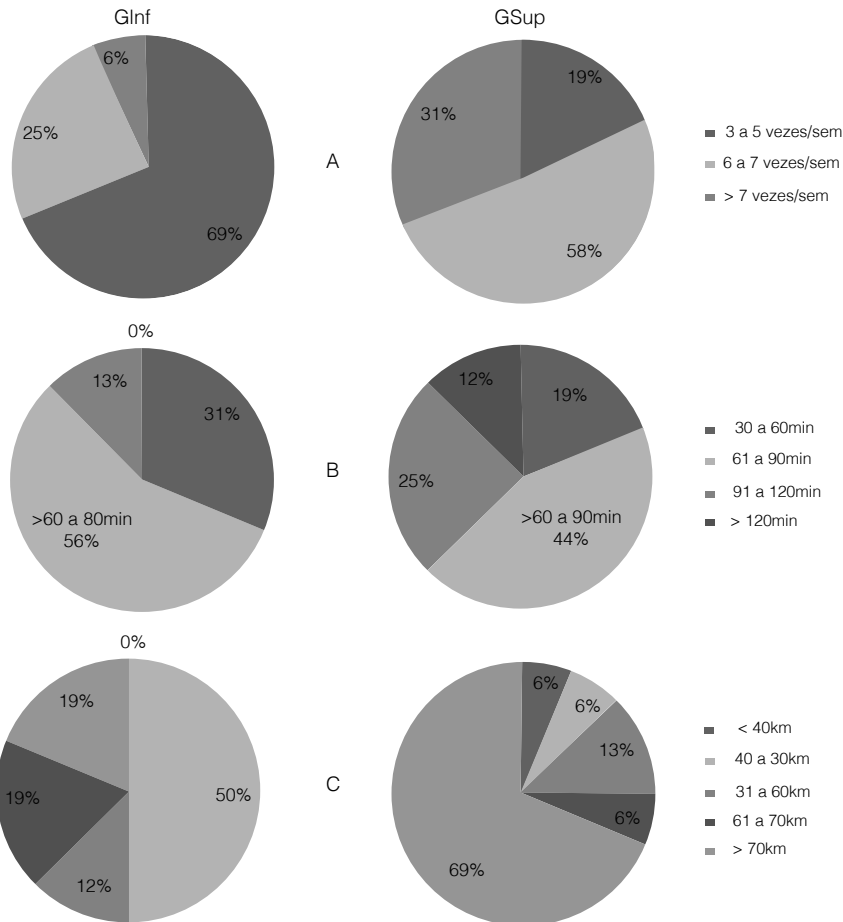 GInf
GSup
6%
25%
69%
A
19%
31%
58%
3 a 5 vezes/sem
6 a 7 vezes/sem
> 7 vezes/sem
0%
13%
31%
>60 a 80min
56%
B
12%
19%
25%
>60 a 90min
44%
30 a 60min
61 a 90min
91 a 120min
> 120min
0%
19%
19%
50%
12%
C
6%
6%
13%
6%
69%
< 40km
40 a 30km
31 a 60km
61 a 70km
> 70km